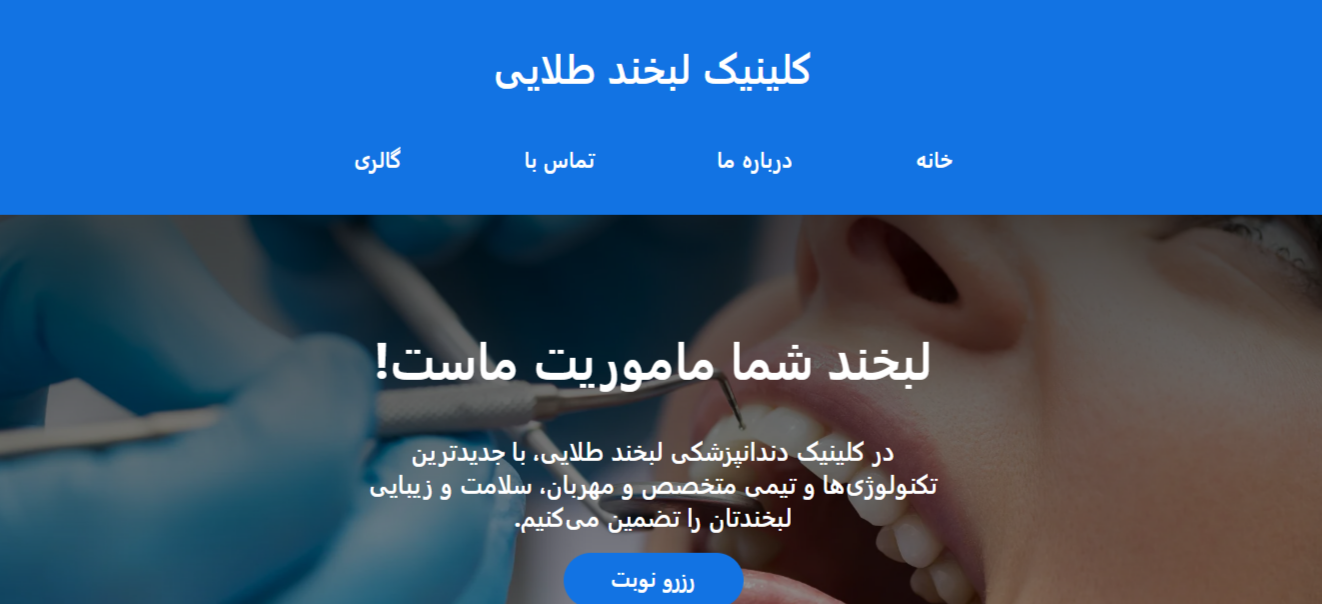 کلینیک لبخند طلایی
خانه درباره ما تماس با گالری
لبخند شما ماموریت ماست!
در کلینیک دندانپزشکی لبخند طلایی، با جدیدترین
تکنولوژی‌ها و تیمی متخصص و مهربان، سلامت و زیبایی
لبخندتان را تضمین می‌کنیم.
رزرو نوبت